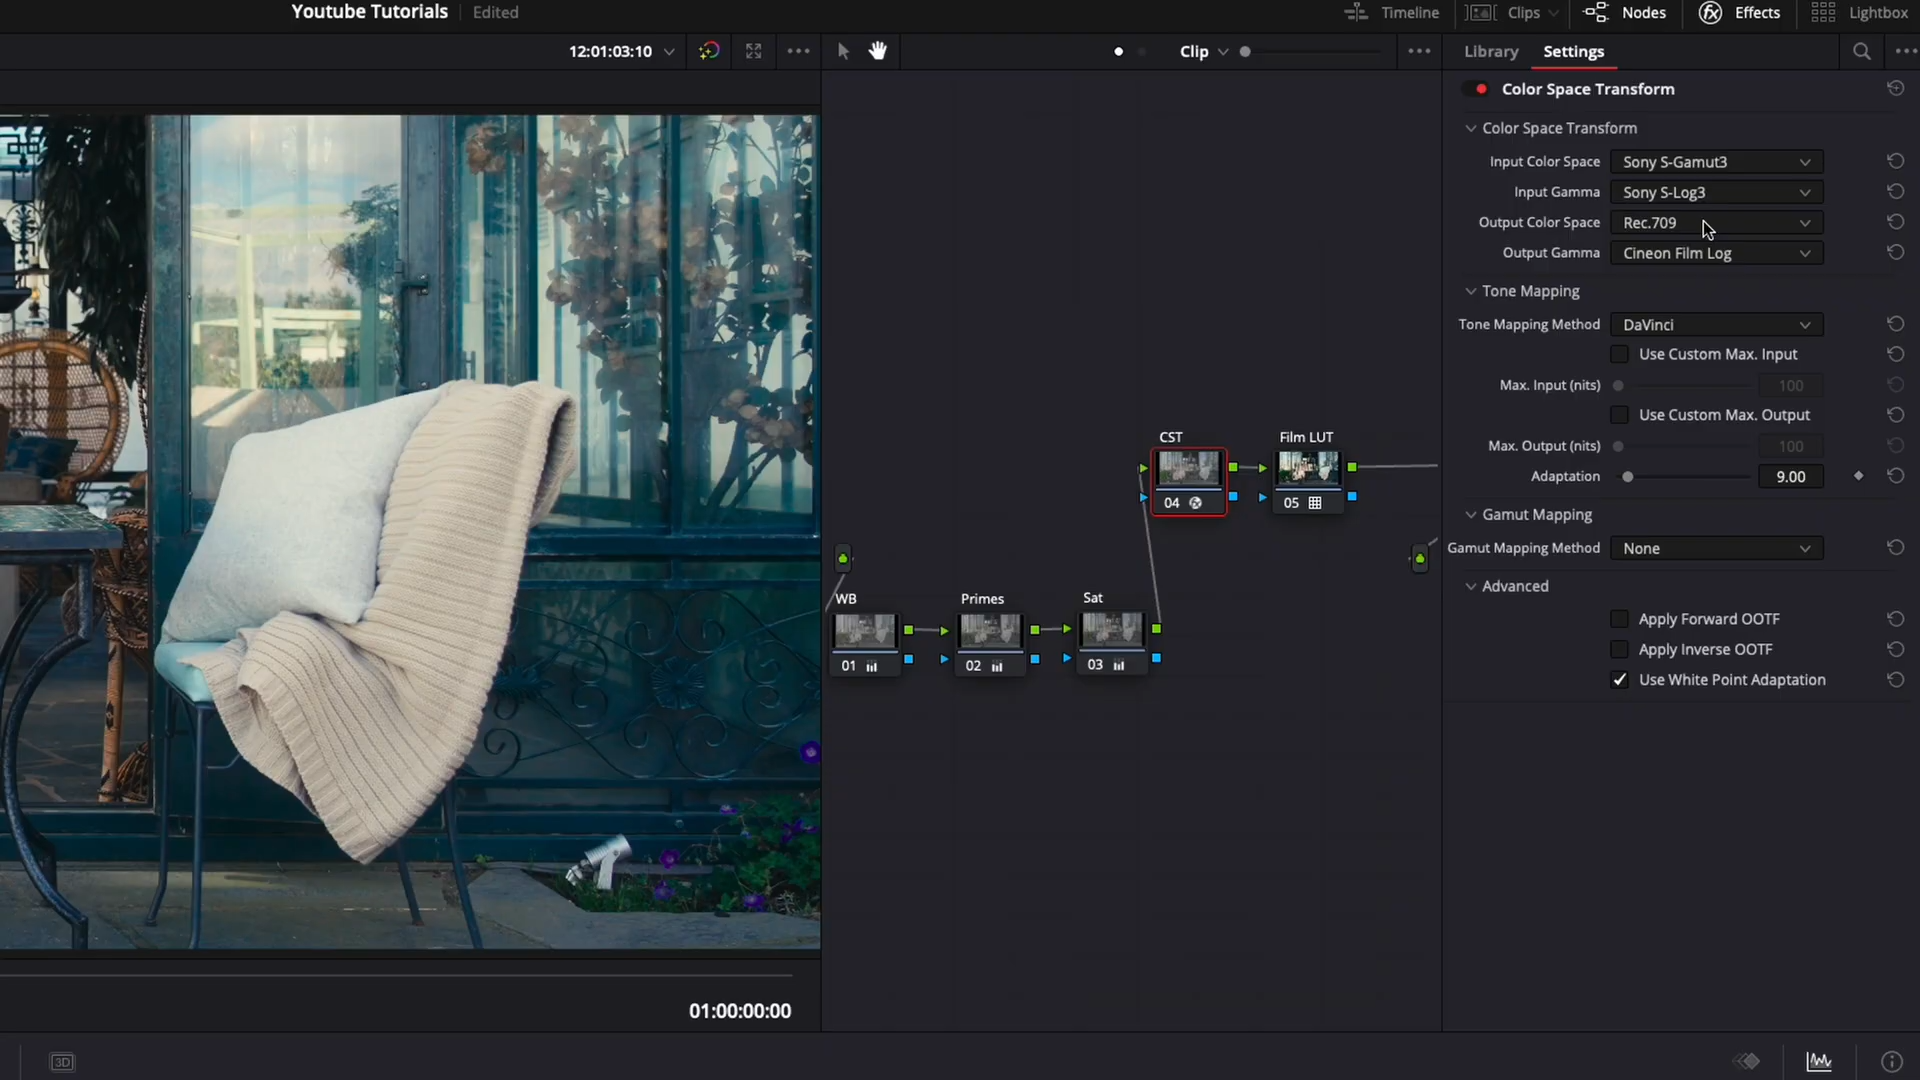 Youtube Tutorials Edited
Timeline Clips Nodes Effects Lightbox
12:01:03:10
Clip
Library Settings
Color Space Transform
Color Space Transform
Input Color Space Sony S-Gamut3
Input Gamma Sony S-Log3
Output Color Space Rec.709
Output Gamma Cineon Film Log
Tone Mapping
Tone Mapping Method DaVinci
Use Custom Max. Input
Max. Input (nits) 100
Use Custom Max. Output
Max. Output (nits) 100
Adaptation 9.00
Gamut Mapping
Gamut Mapping Method None
Advanced
Apply Forward OOTF
Apply Inverse OOTF
Use White Point Adaptation
CST Film LUT
04 05
WB Primes Sat
01 02 03
01:00:00:00
3D